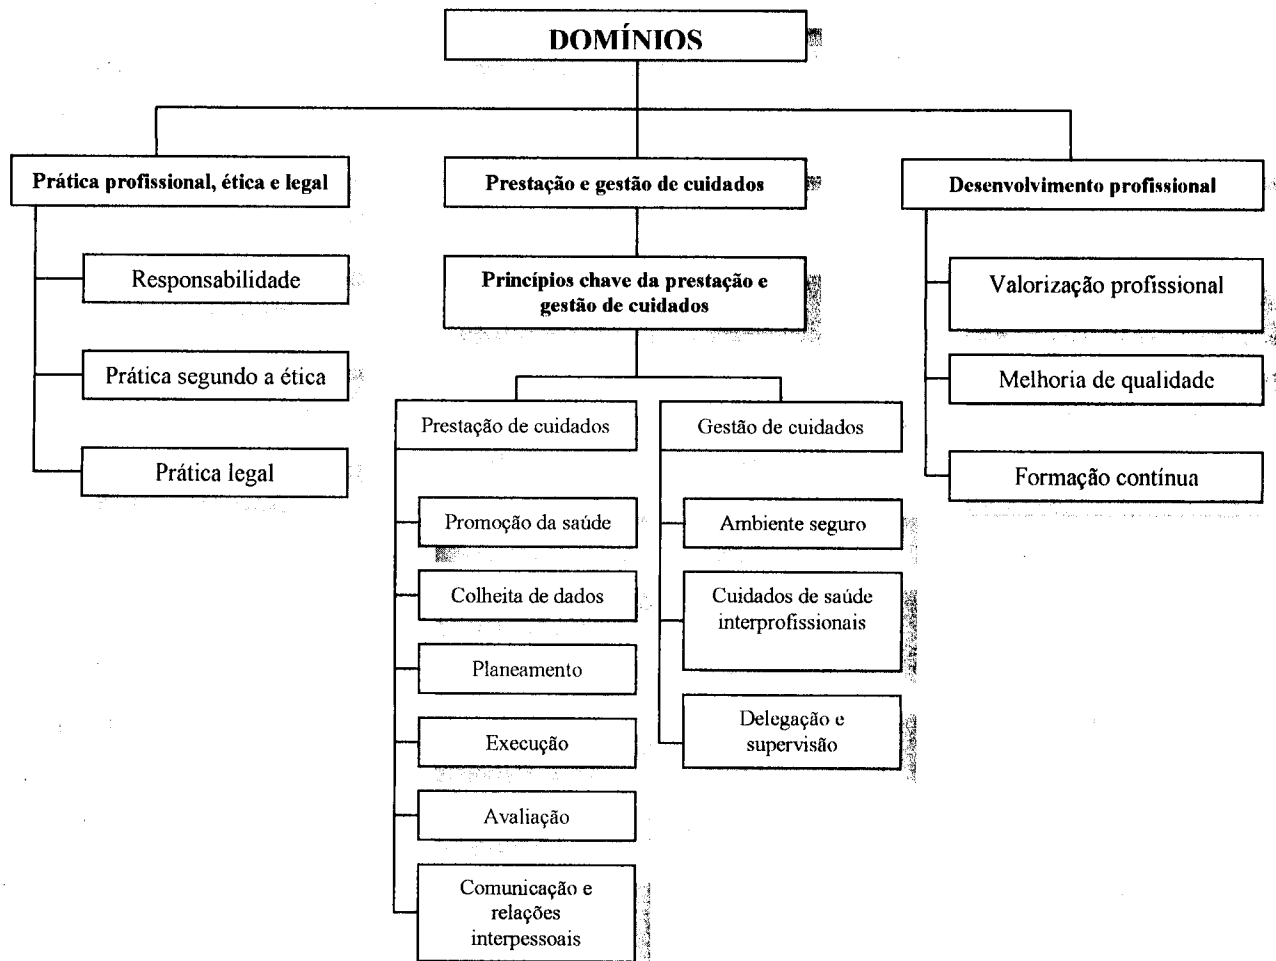 DOMÍNIOS
Prática profissional, ética e legal
Prestação e gestão de cuidados
Desenvolvimento profissional
Responsabilidade
Prática segundo a ética
Prática legal
Princípios chave da prestação e
gestão de cuidados
Prestação de cuidados
Promoção da saúde
Colheita de dados
Planeamento
Execução
Avaliação
Comunicação e
relações
interpessoais
Gestão de cuidados
Ambiente seguro
Cuidados de saúde
interprofissionais
Delegação e
supervisão
Valorização profissional
Melhoria de qualidade
Formação contínua